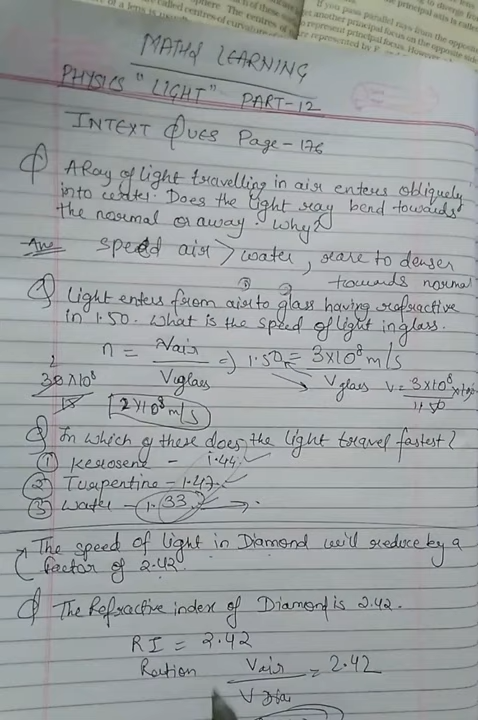 MATHS LEARNING
PHYSICS "LIGHT" PART-12
INTEXT QUES Page-176
Q A Ray of light travelling in air enters obliquely
into water. Does the light ray bend towards
the normal or away. Why?
Ans speed air > water, rare to denser
towards normal
Q Light enters from air to glass having refractive
in 1.50. What is the speed of light in glass.
n = Vair / Vglass => 1.50 = 3×10⁸ m/s / Vglass V = 3×10⁸ ×100 / 1.50
30×10⁸ / 15 2×10⁸ m/s
Q In which of these does the light travel fastest?
① Kerosene - 1.44
② Turpentine - 1.47
③ Water - 1.33
The speed of light in Diamond will reduce by a
factor of 2.42
Q The Refractive index of Diamond is 2.42.
RI = 2.42
Ration Vair / V Dia = 2.42